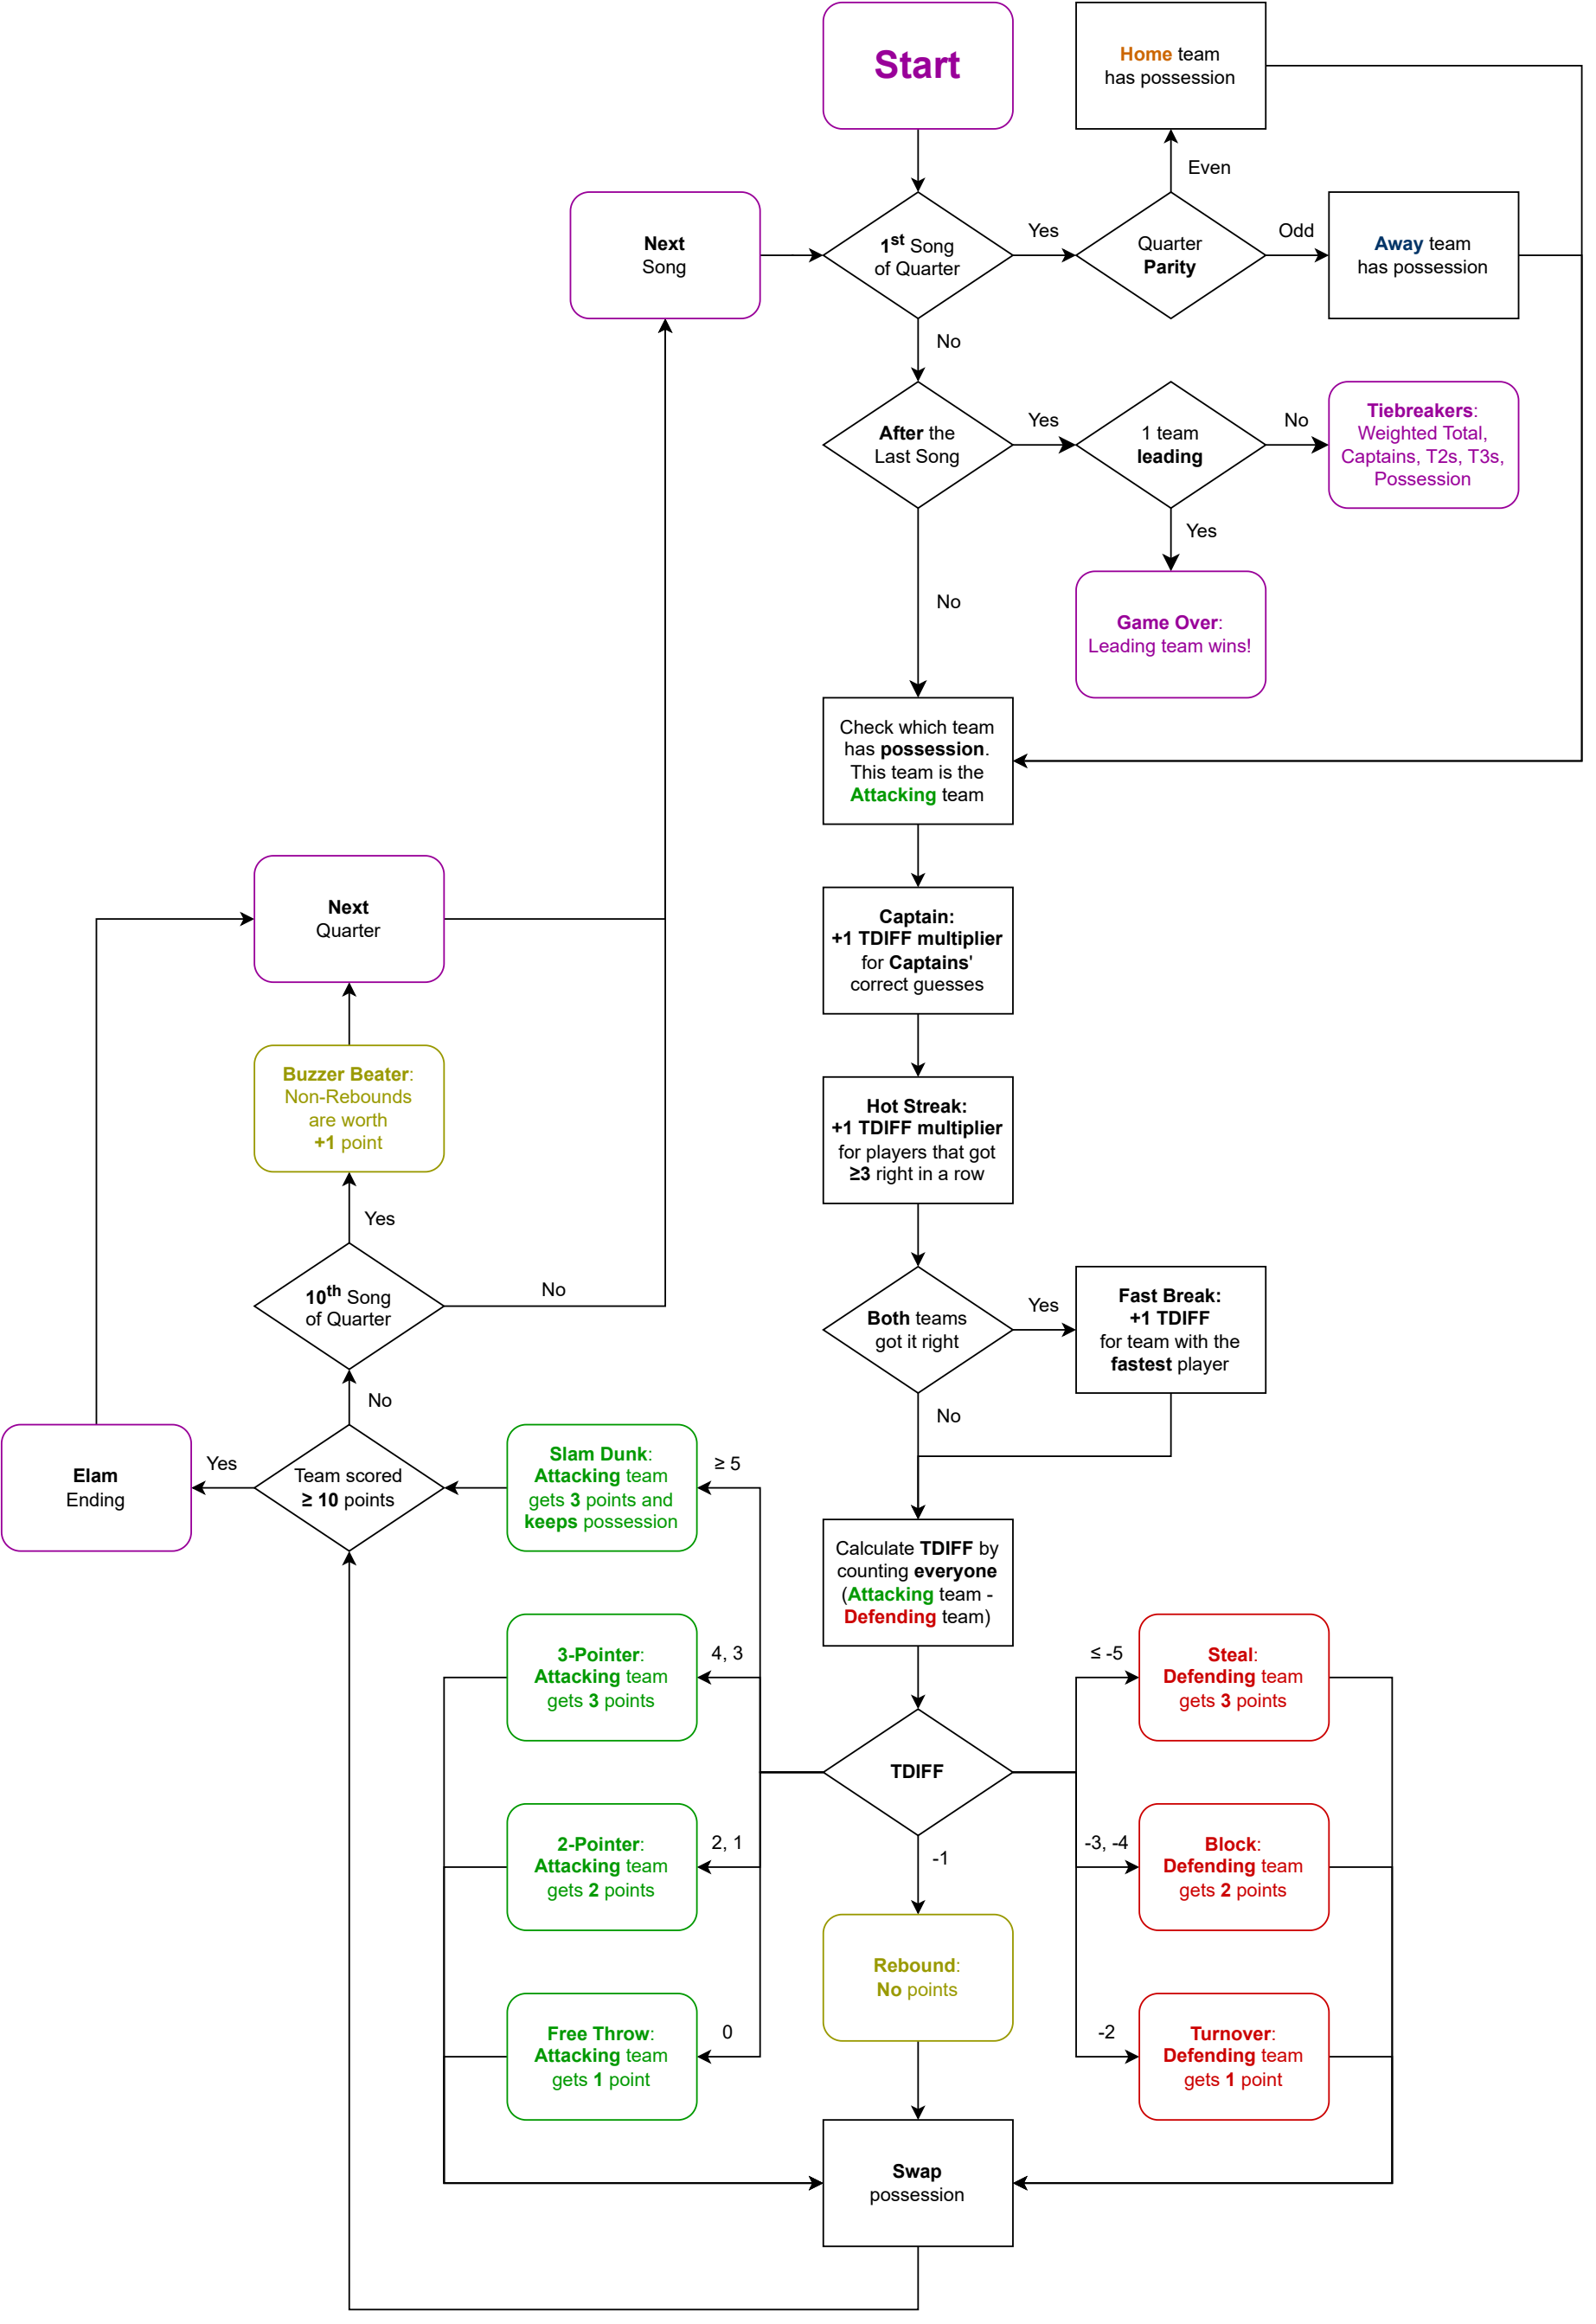 Start
Home team
has possession
Even
Next
Song
1st Song
of Quarter
Yes
Quarter
Parity
Odd
Away team
has possession
No
After the
Last Song
Yes
1 team
leading
No
Tiebreakers:
Weighted Total,
Captains, T2s, T3s,
Possession
Yes
No
Game Over:
Leading team wins!
Check which team
has possession.
This team is the
Attacking team
Next
Quarter
Captain:
+1 TDIFF multiplier
for Captains'
correct guesses
Buzzer Beater:
Non-Rebounds
are worth
+1 point
Hot Streak:
+1 TDIFF multiplier
for players that got
≥3 right in a row
Yes
10th Song
of Quarter
No
Both teams
got it right
Yes
Fast Break:
+1 TDIFF
for team with the
fastest player
No
No
Elam
Ending
Yes
Team scored
≥ 10 points
Slam Dunk:
Attacking team
gets 3 points and
keeps possession
≥ 5
Calculate TDIFF by
counting everyone
(Attacking team -
Defending team)
3-Pointer:
Attacking team
gets 3 points
4, 3
≤ -5
Steal:
Defending team
gets 3 points
TDIFF
2-Pointer:
Attacking team
gets 2 points
2, 1
-1
-3, -4
Block:
Defending team
gets 2 points
Rebound:
No points
Free Throw:
Attacking team
gets 1 point
0
-2
Turnover:
Defending team
gets 1 point
Swap
possession